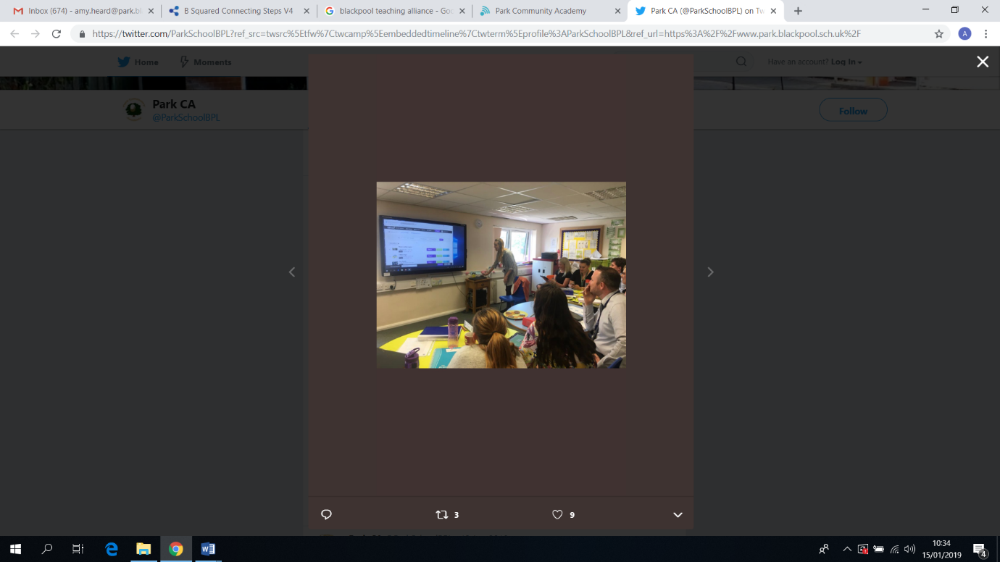 Inbox (674) - amy.heard@park.bl
B Squared Connecting Steps V4
blackpool teaching alliance - Goo
Park Community Academy
Park CA (@ParkSchoolBPL) on Tw
https://twitter.com/ParkSchoolBPL?ref_src=twsrc%5Etfw%7Ctwcamp%5Eembeddedtimeline%7Ctwterm%5Eprofile%3AParkSchoolBPL&ref_url=https%3A%2F%2Fwww.park.blackpool.sch.uk%2F
A
Home
Moments
Have an account? Log In
Park CA
@ParkSchoolBPL
Follow
3
9
10:34
15/01/2019
4